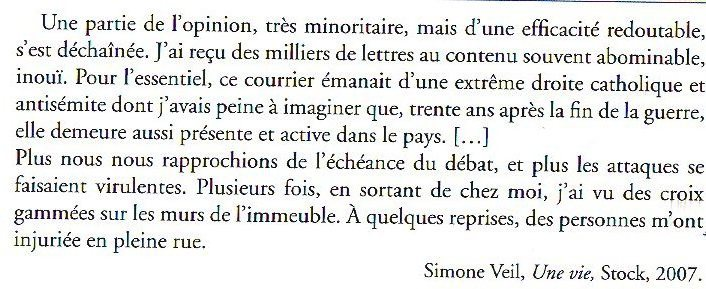 Une partie de l'opinion, très minoritaire, mais d'une efficacité redoutable,
s'est déchaînée. J'ai reçu des milliers de lettres au contenu souvent abominable,
inouï. Pour l'essentiel, ce courrier émanait d'une extrême droite catholique et
antisémite dont j'avais peine à imaginer que, trente ans après la fin de la guerre,
elle demeure aussi présente et active dans le pays. […]
Plus nous nous rapprochions de l'échéance du débat, et plus les attaques se
faisaient virulentes. Plusieurs fois, en sortant de chez moi, j'ai vu des croix
gammées sur les murs de l'immeuble. À quelques reprises, des personnes m'ont
injuriée en pleine rue.
Simone Veil, Une vie, Stock, 2007.